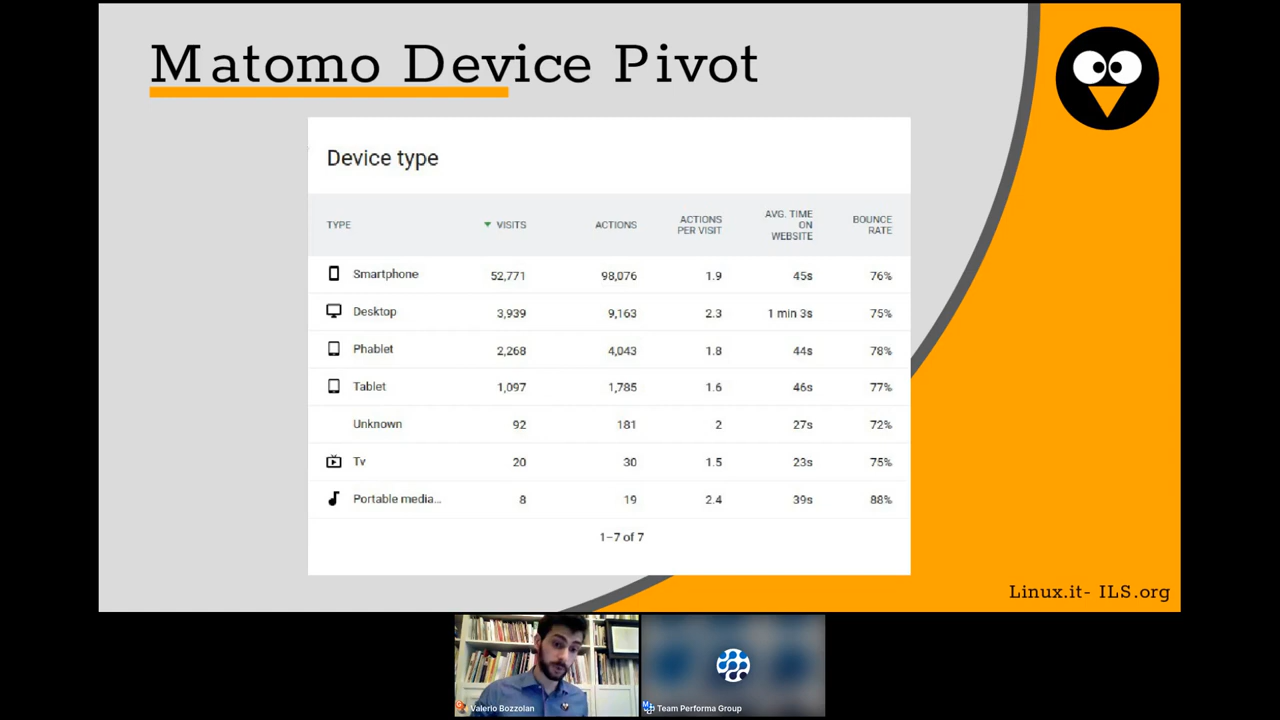 Matomo Device Pivot
Device type
TYPE VISITS ACTIONS ACTIONS PER VISIT AVG. TIME ON WEBSITE BOUNCE RATE
Smartphone 52,771 98,076 1.9 45s 76%
Desktop 3,939 9,163 2.3 1 min 3s 75%
Phablet 2,268 4,043 1.8 44s 78%
Tablet 1,097 1,785 1.6 46s 77%
Unknown 92 181 2 27s 72%
Tv 20 30 1.5 23s 75%
Portable media... 8 19 2.4 39s 88%
1–7 of 7
Linux.it- ILS.org
Valerio Bozzolan
Team Performa Group